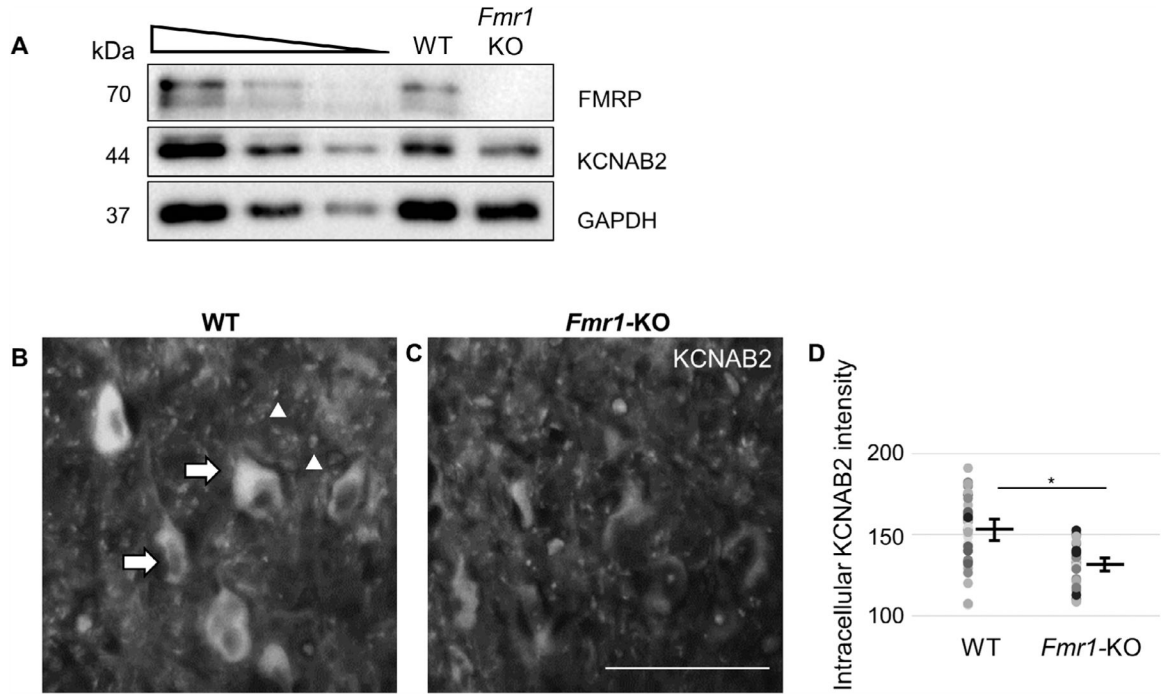 A
kDa
WT
Fmr1
KO
70
FMRP
44
KCNAB2
37
GAPDH
WT
Fmr1-KO
B
C
KCNAB2
D
Intracellular KCNAB2 intensity
200
*
150
100
WT
Fmr1-KO